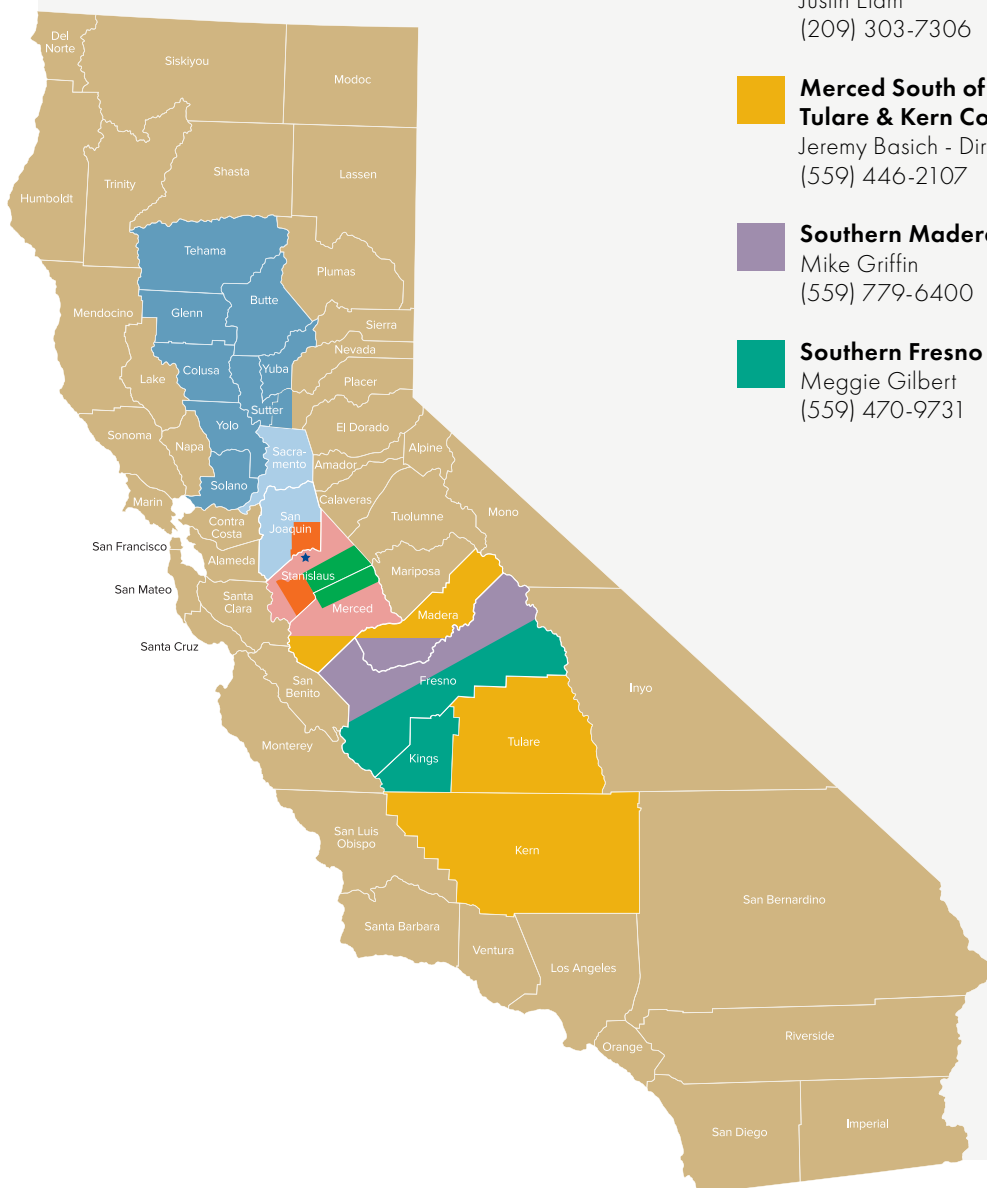 Justin Elam
(209) 303-7306
Merced South of
Tulare & Kern Co
Jeremy Basich - Dir
(559) 446-2107
Southern Madera
Mike Griffin
(559) 779-6400
Southern Fresno
Meggie Gilbert
(559) 470-9731
Del
Norte
Siskiyou
Modoc
Humboldt
Trinity
Shasta
Lassen
Tehama
Plumas
Butte
Mendocino
Glenn
Sierra
Nevada
Lake
Colusa
Yuba
Placer
Sutter
Sonoma
Napa
Yolo
El Dorado
Sacra-
mento
Alpine
Amador
Solano
Marin
Calaveras
Contra
Costa
San
Joaquin
Tuolumne
Mono
San Francisco
Alameda
Stanislaus
Mariposa
San Mateo
Santa
Clara
Merced
Madera
Santa Cruz
San
Benito
Fresno
Inyo
Monterey
Kings
Tulare
San Luis
Obispo
Kern
San Bernardino
Santa Barbara
Ventura
Los Angeles
Orange
Riverside
San Diego
Imperial